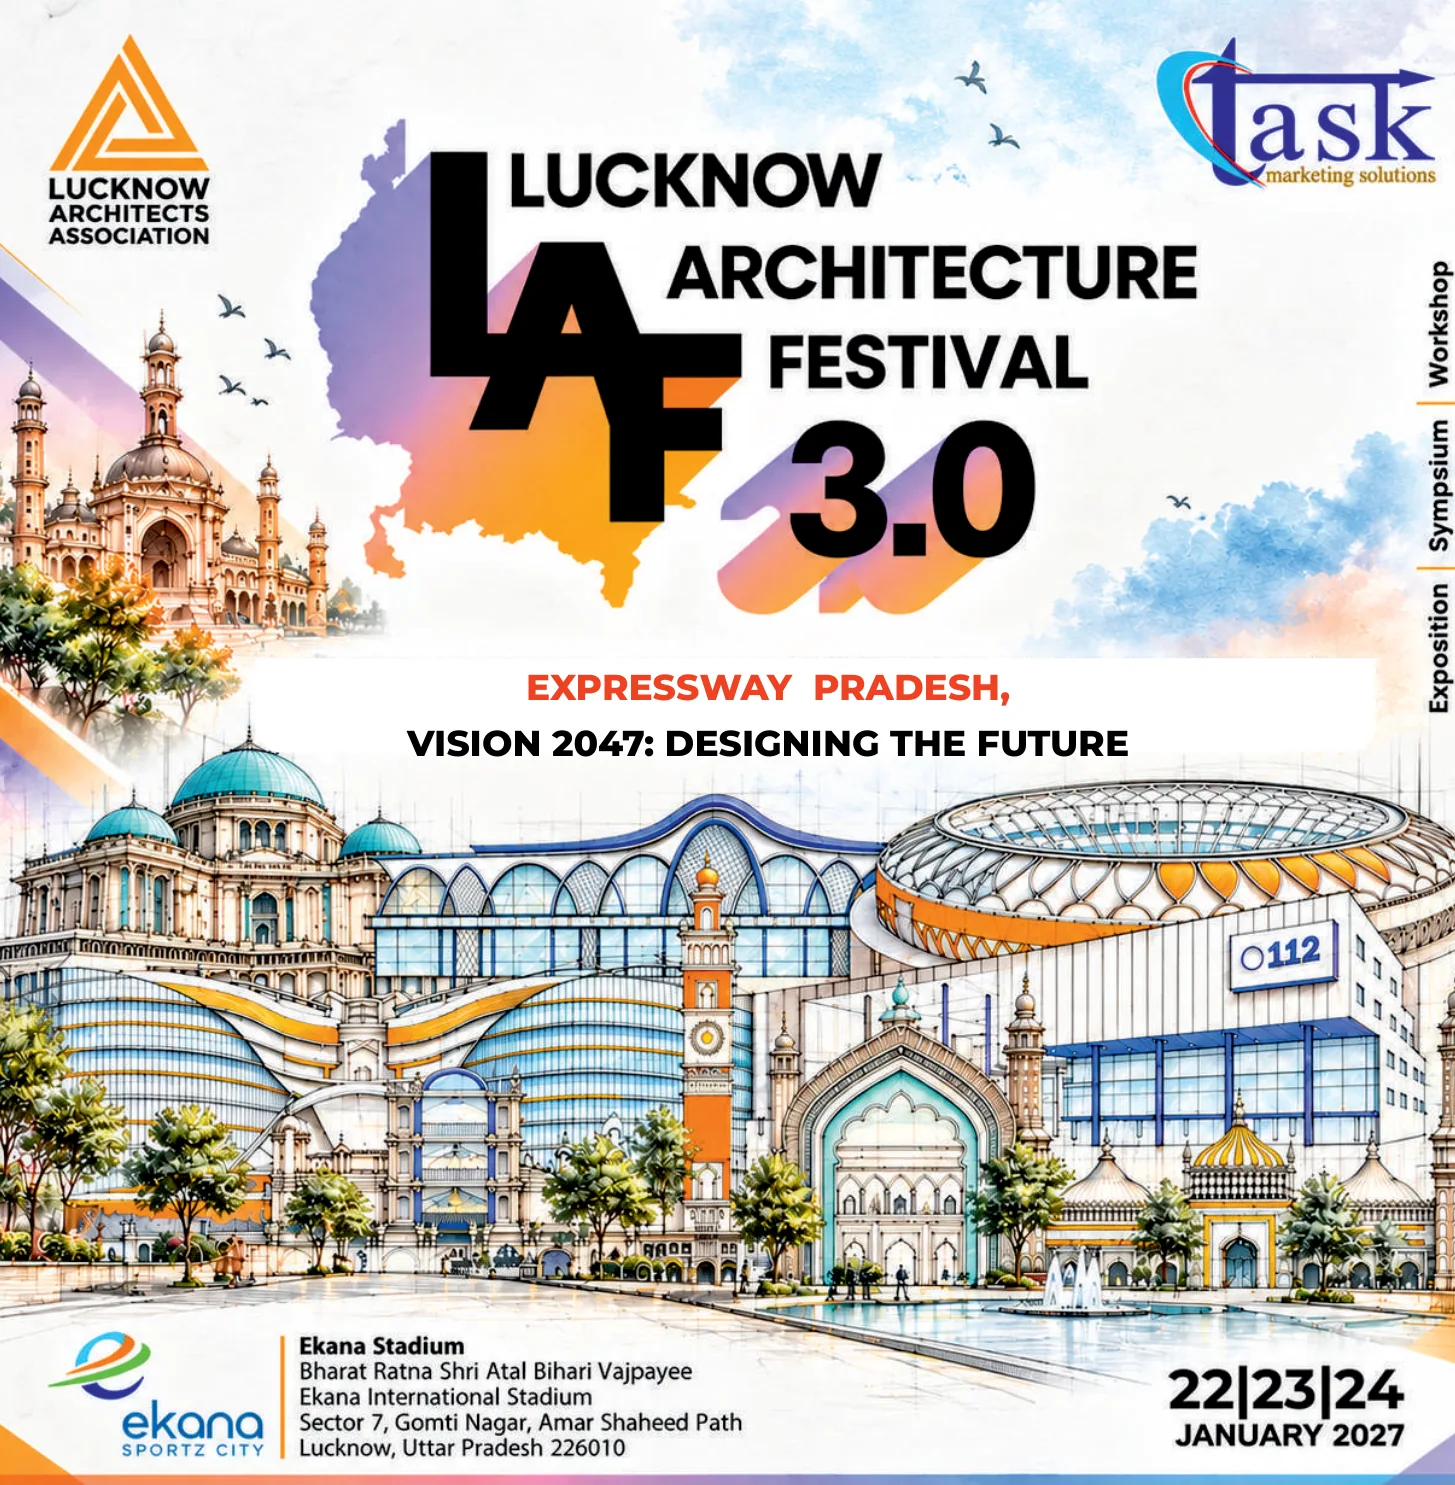 LUCKNOW
ARCHITECTS
ASSOCIATION
task
marketing solutions
LAF
LUCKNOW
ARCHITECTURE
FESTIVAL
3.0
Exposition | Sympsium | Workshop
EXPRESSWAY PRADESH,
VISION 2047: DESIGNING THE FUTURE
112
ekana
SPORTZ CITY
Ekana Stadium
Bharat Ratna Shri Atal Bihari Vajpayee
Ekana International Stadium
Sector 7, Gomti Nagar, Amar Shaheed Path
Lucknow, Uttar Pradesh 226010
22|23|24
JANUARY 2027